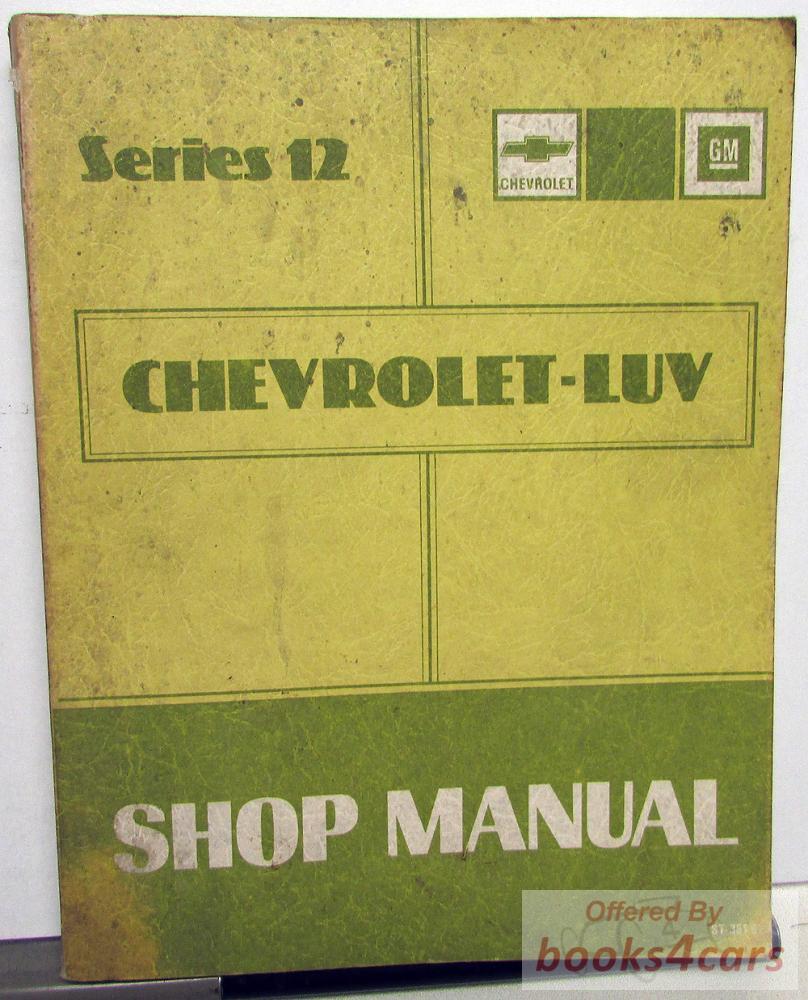 Series 12
CHEVROLET
GM
CHEVROLET-LUV
SHOP MANUAL
Offered By
books4cars